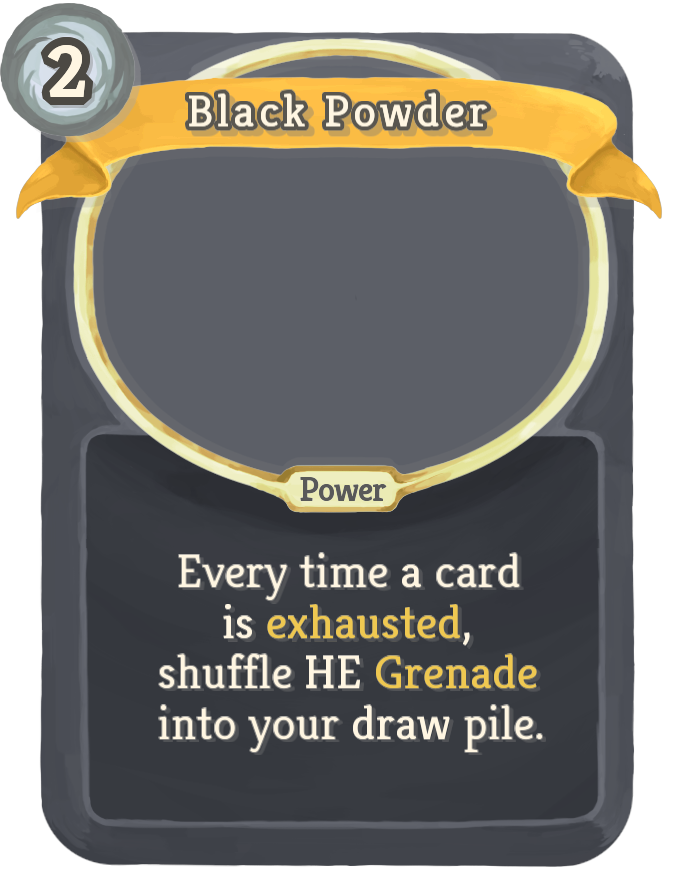 2
Black Powder
Power
Every time a card
is exhausted,
shuffle HE Grenade
into your draw pile.